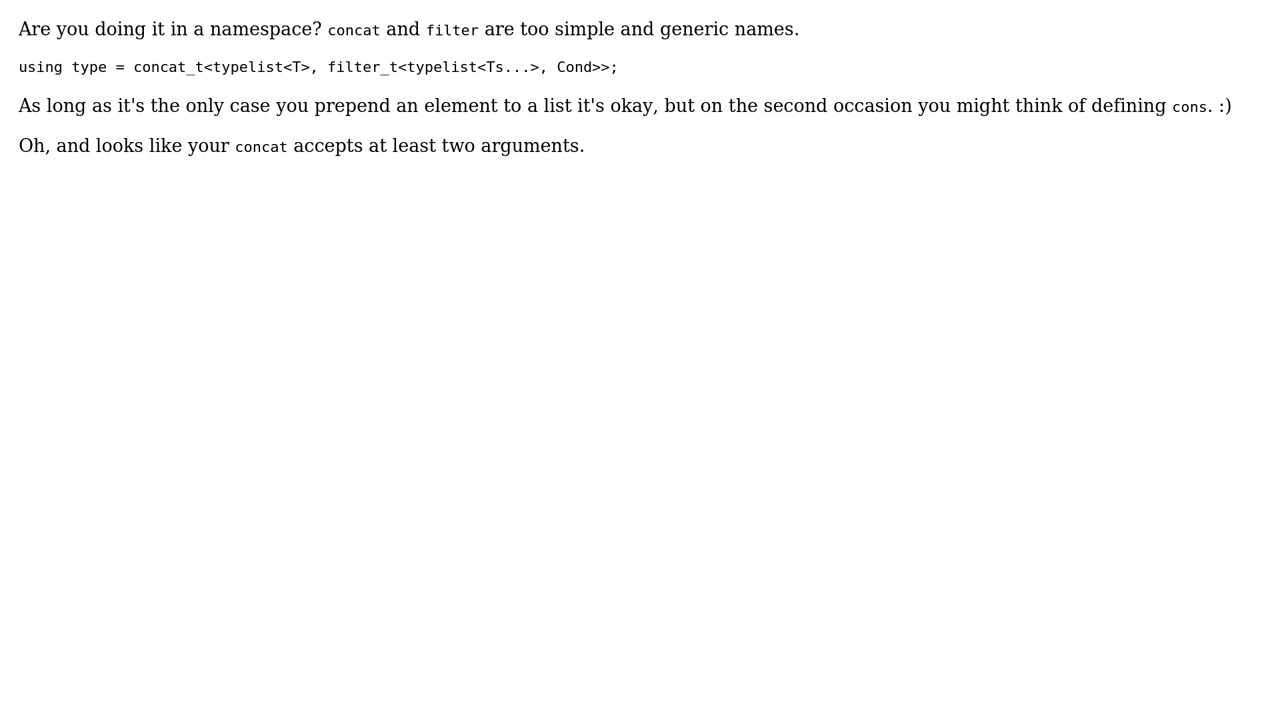 Are you doing it in a namespace? concat and filter are too simple and generic names.
using type = concat_t<typelist<T>, filter_t<typelist<Ts...>, Cond>>;
As long as it's the only case you prepend an element to a list it's okay, but on the second occasion you might think of defining cons. :)
Oh, and looks like your concat accepts at least two arguments.